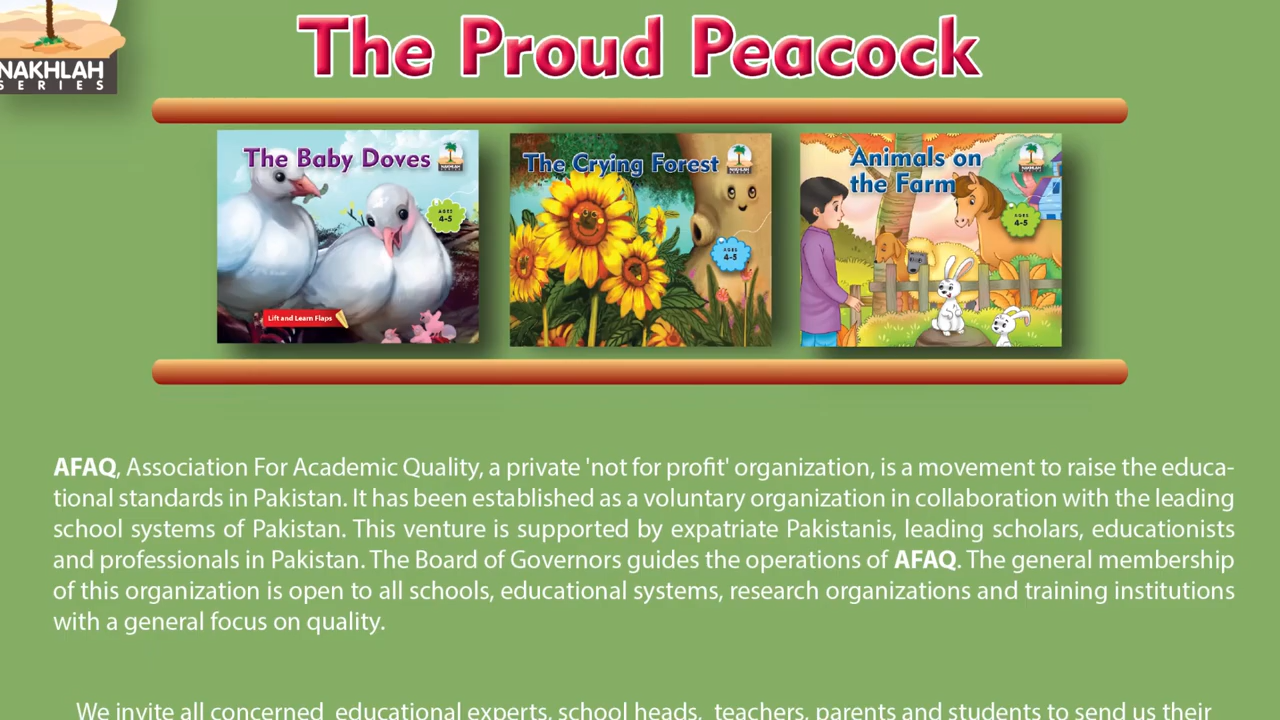 The Proud Peacock
NAKHLAH
SERIES
The Baby Doves
NAKHLAH
AGES
4-5
Lift and Learn Flaps
The Crying Forest
NAKHLAH
AGES
4-5
Animals on
the Farm
NAKHLAH
AGES
4-5
AFAQ, Association For Academic Quality, a private 'not for profit' organization, is a movement to raise the educa-
tional standards in Pakistan. It has been established as a voluntary organization in collaboration with the leading
school systems of Pakistan. This venture is supported by expatriate Pakistanis, leading scholars, educationists
and professionals in Pakistan. The Board of Governors guides the operations of AFAQ. The general membership
of this organization is open to all schools, educational systems, research organizations and training institutions
with a general focus on quality.
We invite all concerned educational experts, school heads, teachers, parents and students to send us their